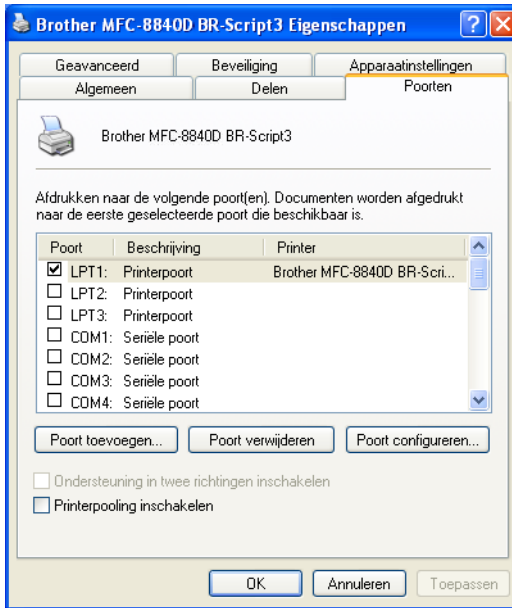 Brother MFC-8840D BR-Script3 Eigenschappen
Geavanceerd Beveiliging Apparaatinstellingen
Algemeen Delen Poorten
Brother MFC-8840D BR-Script3
Afdrukken naar de volgende poort(en). Documenten worden afgedrukt
naar de eerste geselecteerde poort die beschikbaar is.
Poort Beschrijving Printer
LPT1: Printerpoort Brother MFC-8840D BR-Scri...
LPT2: Printerpoort
LPT3: Printerpoort
COM1: Seriële poort
COM2: Seriële poort
COM3: Seriële poort
COM4: Seriële poort
Poort toevoegen... Poort verwijderen Poort configureren...
Ondersteuning in twee richtingen inschakelen
Printerpooling inschakelen
OK Annuleren Toepassen